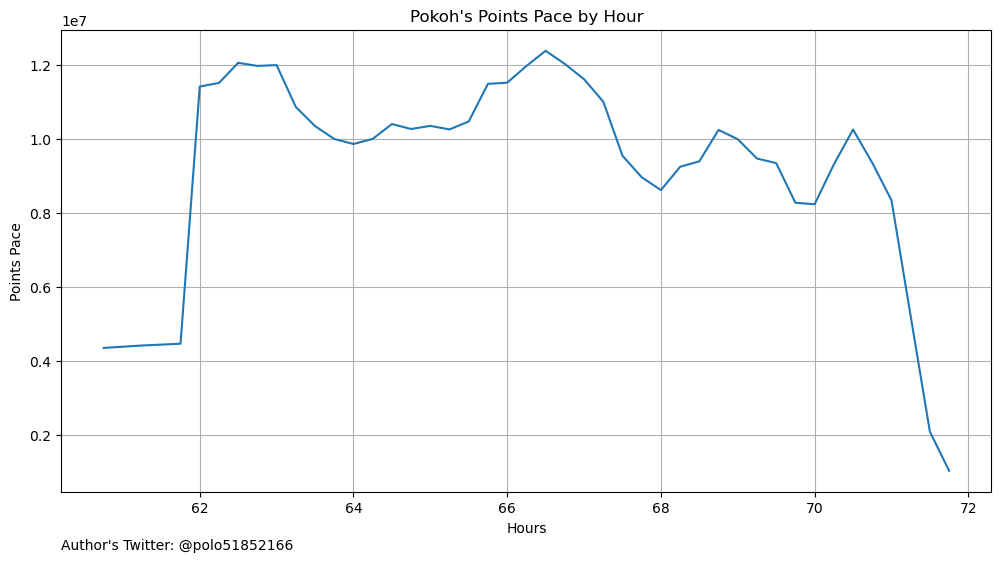 Pokoh's Points Pace by Hour
1e7
1.2
1.0
0.8
0.6
0.4
0.2
Points Pace
62 64 66 68 70 72
Hours
Author's Twitter: @polo51852166